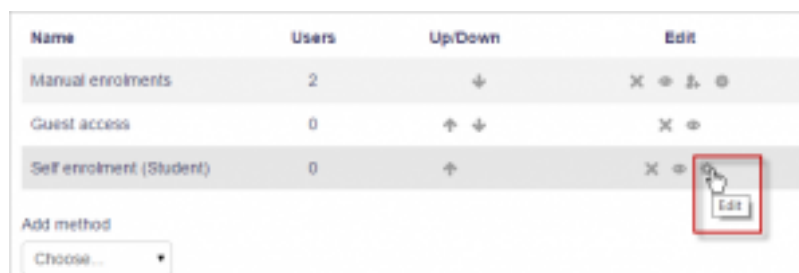 Name Users Up/Down Edit
Manual enrolments 2
Guest access 0
Self enrolment (Student) 0
Edit
Add method
Choose...